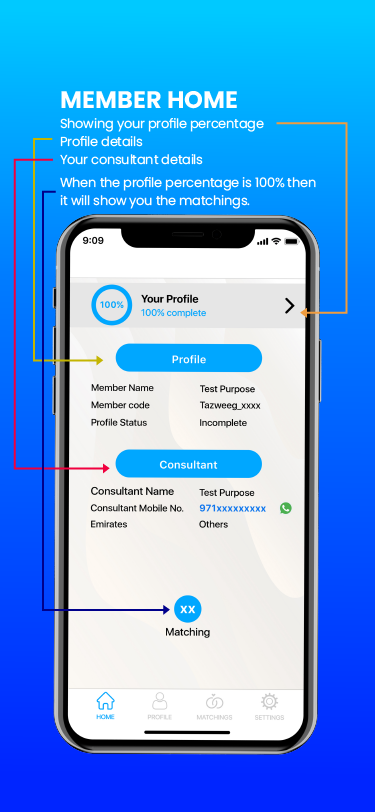 MEMBER HOME
Showing your profile percentage
Profile details
Your consultant details
When the profile percentage is 100% then
it will show you the matchings.
9:09
100%
Your Profile
100% complete
Profile
Member Name Test Purpose
Member code Tazweeg_xxxx
Profile Status Incomplete
Consultant
Consultant Name Test Purpose
Consultant Mobile No. 971xxxxxxxxx
Emirates Others
xx
Matching
HOME PROFILE MATCHINGS SETTINGS